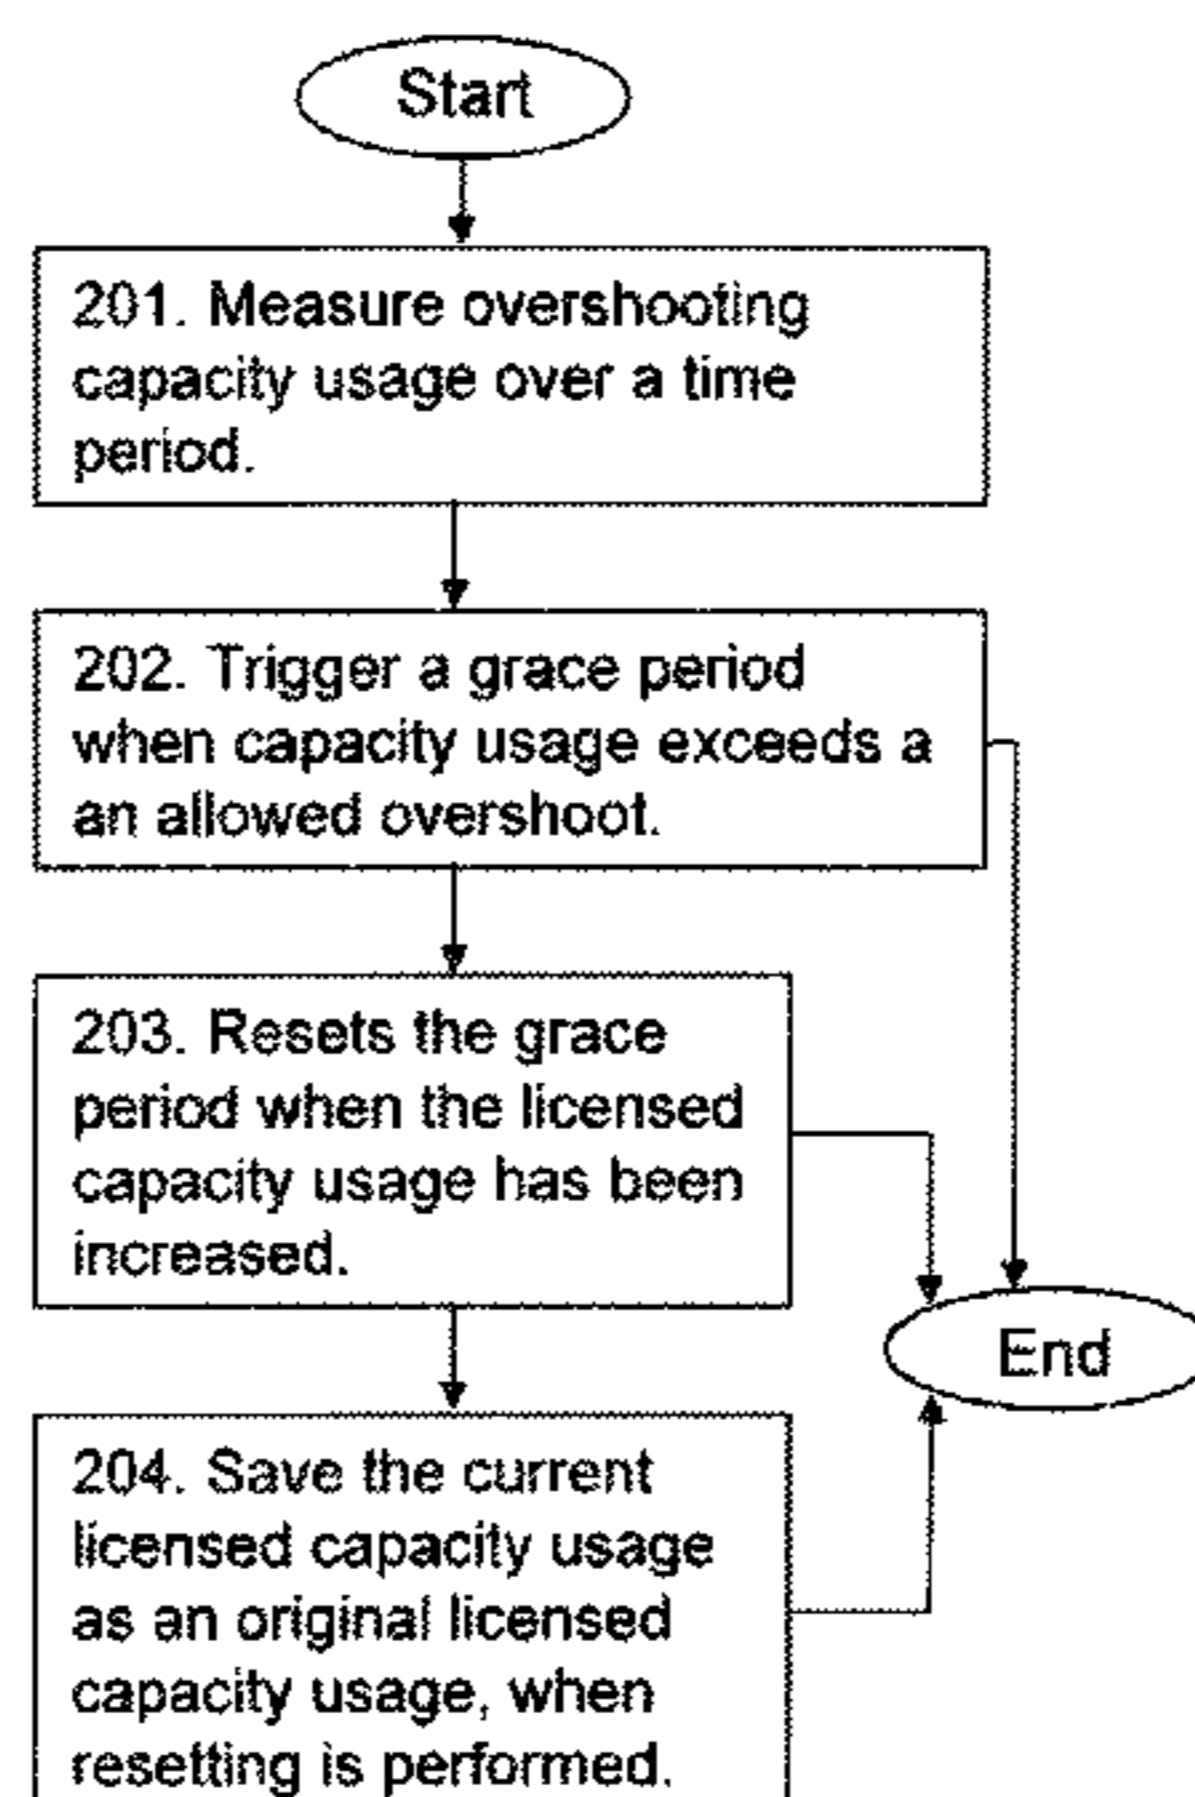 Start
201. Measure overshooting
capacity usage over a time
period.
202. Trigger a grace period
when capacity usage exceeds a
an allowed overshoot.
203. Resets the grace
period when the licensed
capacity usage has been
increased.
End
204. Save the current
licensed capacity usage
as an original licensed
capacity usage, when
resetting is performed.